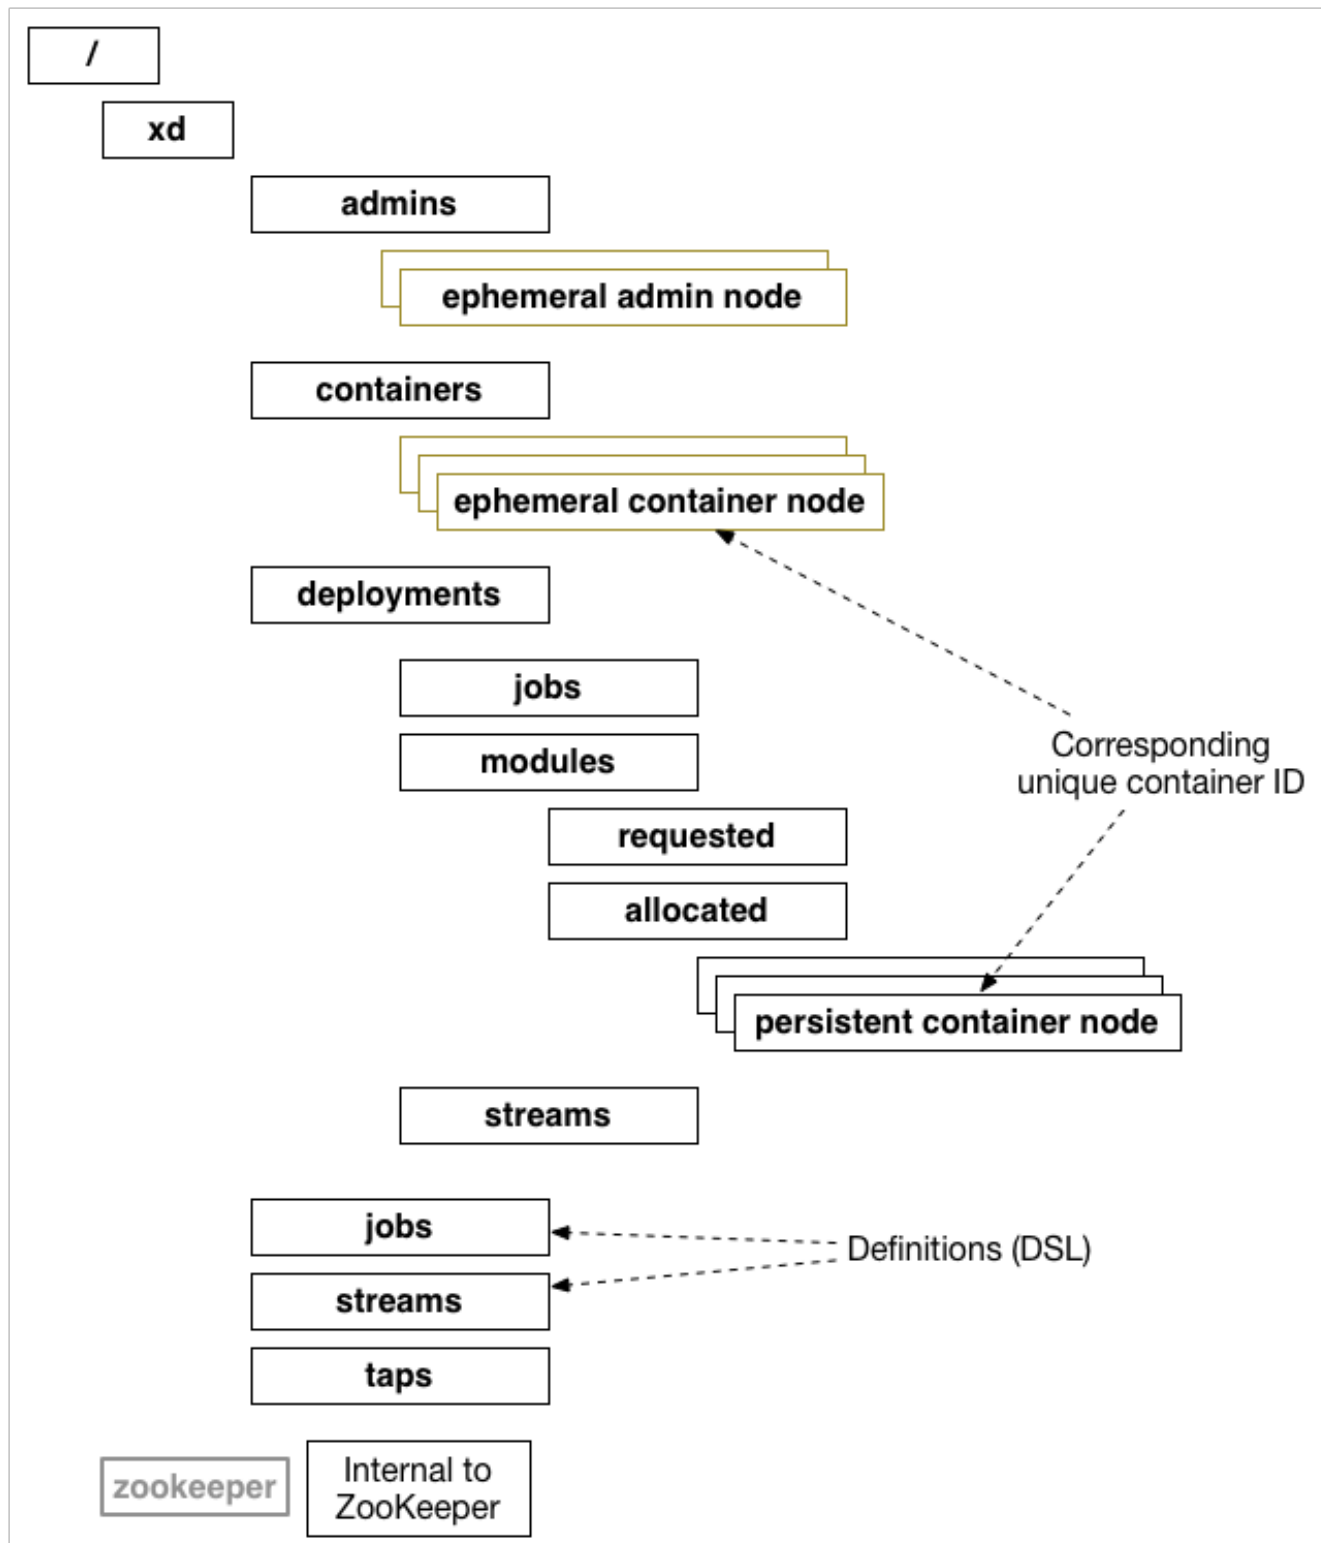 /
xd
admins
ephemeral admin node
containers
ephemeral container node
deployments
jobs
modules
Corresponding
unique container ID
requested
allocated
persistent container node
streams
jobs
Definitions (DSL)
streams
taps
zookeeper
Internal to
ZooKeeper